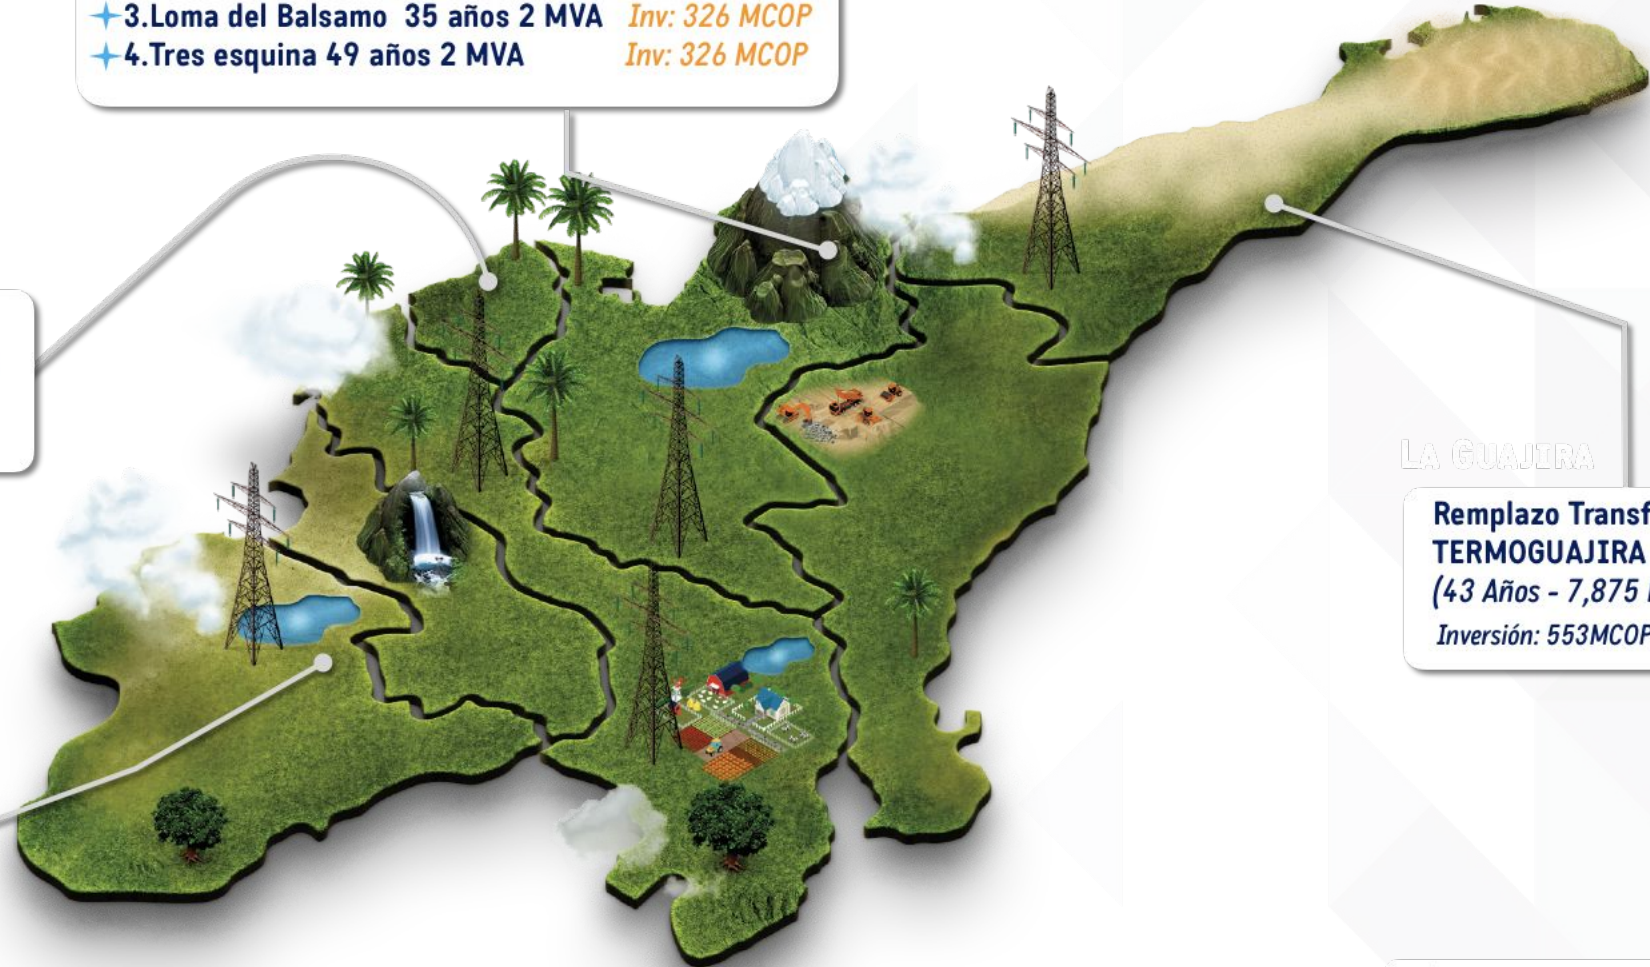 3.Loma del Balsamo 35 años 2 MVA Inv: 326 MCOP
4.Tres esquina 49 años 2 MVA Inv: 326 MCOP
LA GUAJIRA
Remplazo Transf
TERMOGUAJIRA
(43 Años - 7,875
Inversión: 553MCOP